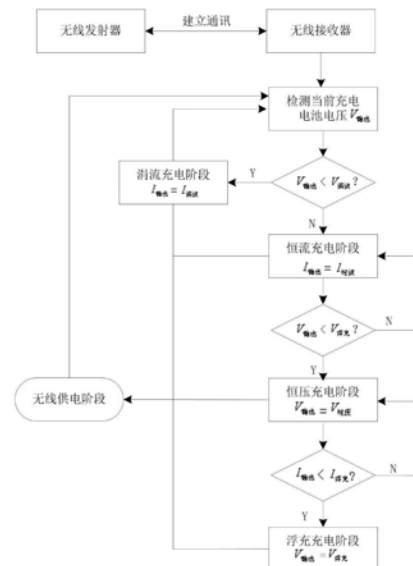 无线发射器
建立通讯
无线接收器
检测当前充电
电池电压V输出
涓流充电阶段
I输出 = I涓流
Y
V输出 < V涓流?
N
恒流充电阶段
I输出 = I恒流
V输出 < V浮充?
N
Y
无线供电阶段
恒压充电阶段
V输出 = V恒压
I输出 < I浮充?
N
Y
浮充充电阶段
V输出 = V浮充